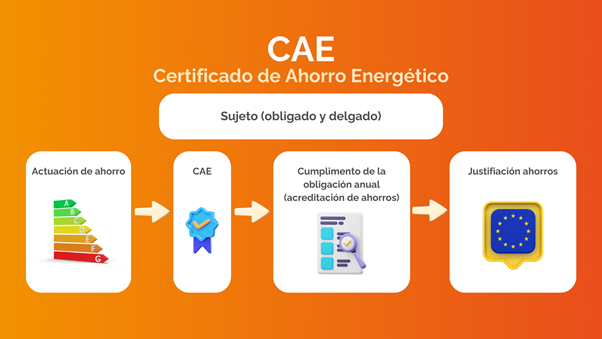 CAE
Certificado de Ahorro Energético
Sujeto (obligado y delgado)
Actuación de ahorro
CAE
Cumplimento de la
obligación anual
(acreditación de ahorros)
Justifiación ahorros
A
B
C
D
E
F
G